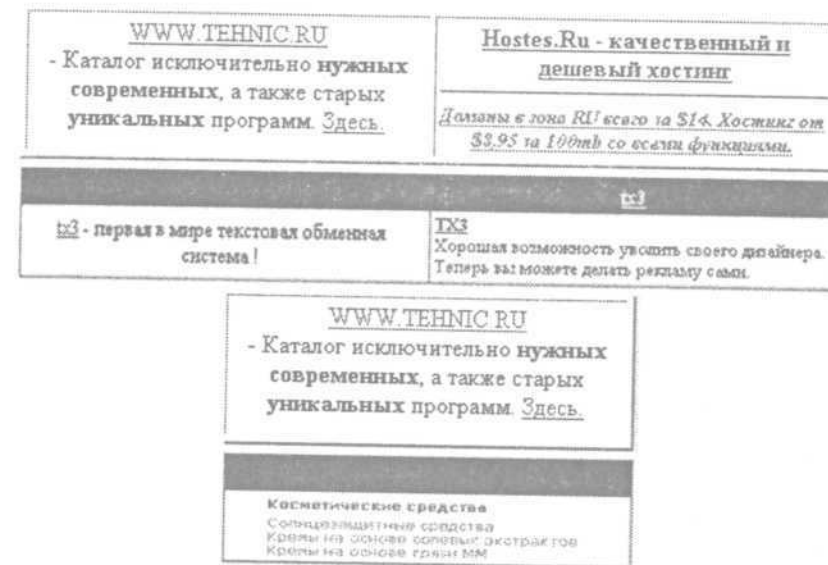 WWW.TEHNIC.RU
- Каталог исключительно нужных
современных, а также старых
уникальных программ. Здесь.
Hostes.Ru - качественный и
дешевый хостинг
Домэны в зоне RU всего за $14. Хостинг от
$3.95 за 100mb со всеми функциями.
tx3
tx3 - первая в мире текстовая обменная
система !
TX3
Хорошая возможность уволить своего дизайнера.
Теперь вы можете делать рекламу сами.
WWW.TEHNIC RU
- Каталог исключительно нужных
современных, а также старых
уникальных программ. Здесь.
Косметические средства
Солнцезащитные средства
Кремы на основе солевых экстрактов
Кремы на основе грязи ММ